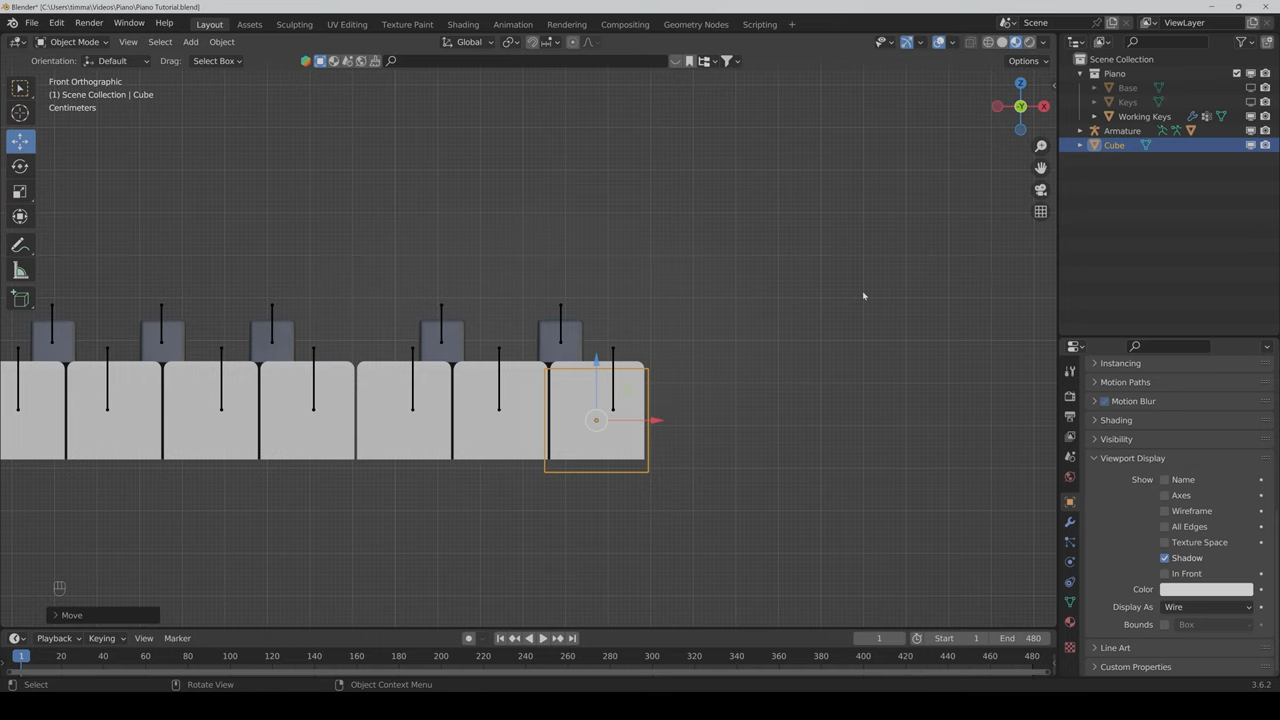 Blender* [C:\Users\timma\Videos\Piano\Piano Tutorial.blend]
File Edit Render Window Help Layout Assets Sculpting UV Editing Texture Paint Shading Animation Rendering Compositing Geometry Nodes Scripting + Scene ViewLayer
Object Mode View Select Add Object Global
Orientation: Default Drag: Select Box Options
Front Orthographic
(1) Scene Collection | Cube
Centimeters
Z
Y
X
Scene Collection
Piano
Base
Keys
Working Keys
Armature
Cube
Instancing
Motion Paths
Motion Blur
Shading
Visibility
Viewport Display
Show Name
Axes
Wireframe
All Edges
Texture Space
Shadow
In Front
Color
Display As Wire
Bounds Box
Line Art
Custom Properties
Move
Playback Keying View Marker 1 Start 1 End 480
1 20 40 60 80 100 120 140 160 180 200 220 240 260 280 300 320 340 360 380 400 420 440 460 480
Select Rotate View Object Context Menu 3.6.2